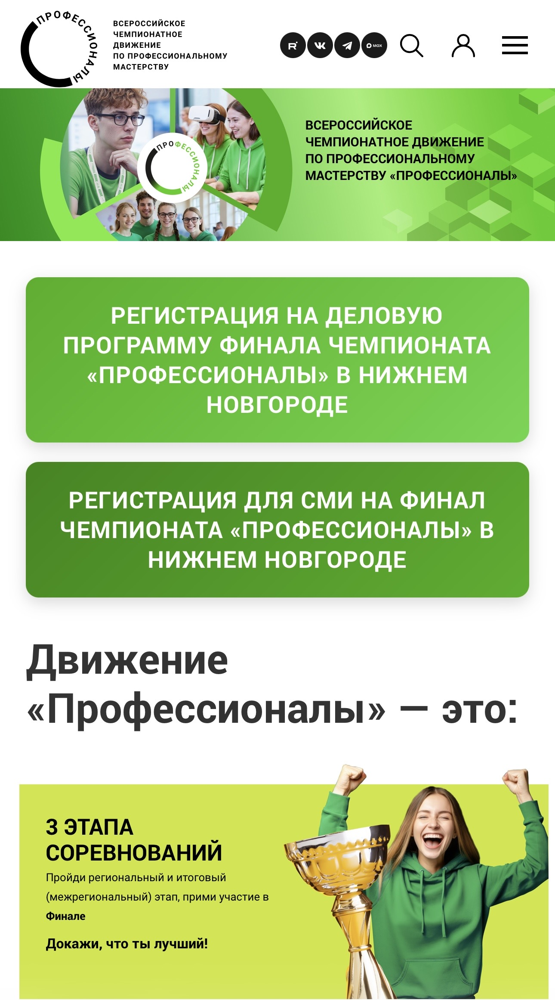 ПРОФЕССИОНАЛЫ
ВСЕРОССИЙСКОЕ
ЧЕМПИОНАТНОЕ
ДВИЖЕНИЕ
ПО ПРОФЕССИОНАЛЬНОМУ
МАСТЕРСТВУ
R
max
ПРОФЕССИОНАЛЫ
ВСЕРОССИЙСКОЕ
ЧЕМПИОНАТНОЕ ДВИЖЕНИЕ
ПО ПРОФЕССИОНАЛЬНОМУ
МАСТЕРСТВУ «ПРОФЕССИОНАЛЫ»
РЕГИСТРАЦИЯ НА ДЕЛОВУЮ
ПРОГРАММУ ФИНАЛА ЧЕМПИОНАТА
«ПРОФЕССИОНАЛЫ» В НИЖНЕМ
НОВГОРОДЕ
РЕГИСТРАЦИЯ ДЛЯ СМИ НА ФИНАЛ
ЧЕМПИОНАТА «ПРОФЕССИОНАЛЫ» В
НИЖНЕМ НОВГОРОДЕ
Движение
«Профессионалы» — это:
3 ЭТАПА
СОРЕВНОВАНИЙ
Пройди региональный и итоговый
(межрегиональный) этап, прими участие в
Финале
Докажи, что ты лучший!